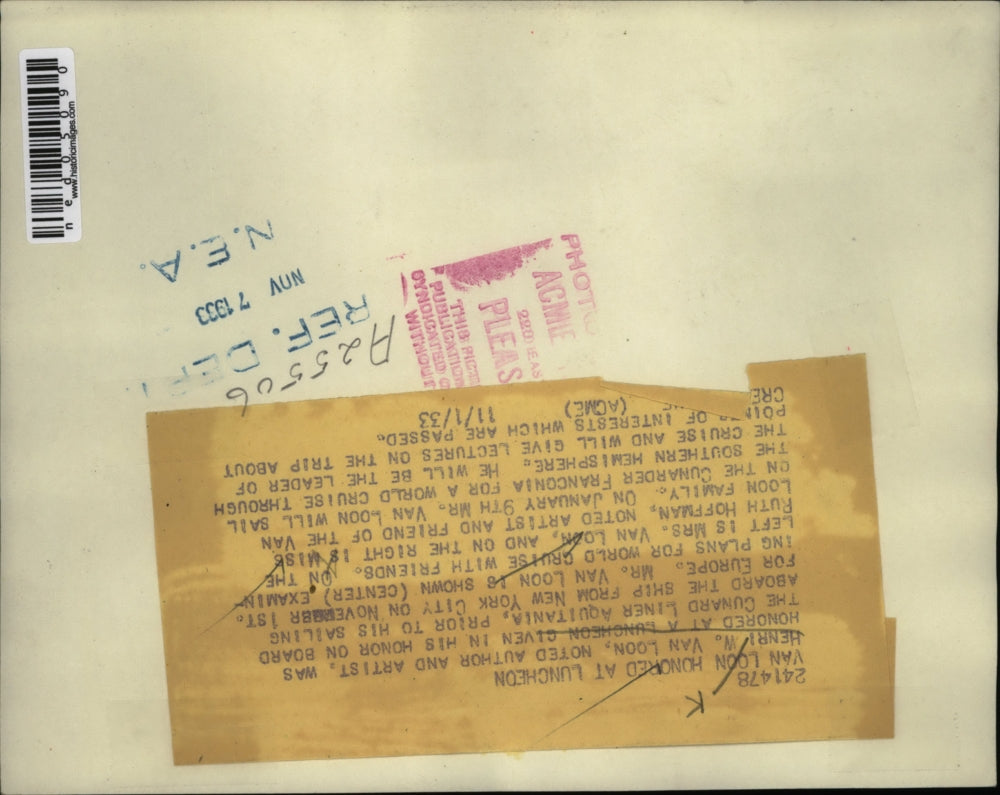 241478
VAN LOON HONORED AT LUNCHEON
HENRI W. VAN LOON, NOTED AUTHOR AND ARTIST, WAS
HONORED AT A LUNCHEON GIVEN IN HIS HONOR ON BOARD
THE CUNARD LINER AQUITANIA, PRIOR TO HIS SAILING
ABOARD THE SHIP FROM NEW YORK CITY ON NOVEMBER 1ST.
FOR EUROPE. MR. VAN LOON IS SHOWN (CENTER) EXAMIN-
ING PLANS FOR WORLD CRUISE WITH FRIENDS. ON THE
LEFT IS MRS. VAN LOON, AND ON THE RIGHT IS MISS
RUTH HOFFMAN, NOTED ARTIST AND FRIEND OF THE VAN
LOON FAMILY. ON JANUARY 9TH MR. VAN LOON WILL SAIL
ON THE CUNARDER FRANCONIA FOR A WORLD CRUISE THROUGH
THE SOUTHERN HEMISPHERE. HE WILL BE THE LEADER OF
THE CRUISE AND WILL GIVE LECTURES ON THE TRIP ABOUT
OF INTERESTS WHICH ARE PASSED.
CRE (ACME) 11/1/33
K
A25506
REF. DEPT.
NOV 7 1933
N.E.A.
PHOTO
ACME
220 EAS
PLEAS
THIS PICT
PUBLICATION
SYNDICATED O
WITHOUT
ned05090
www.historicimages.com